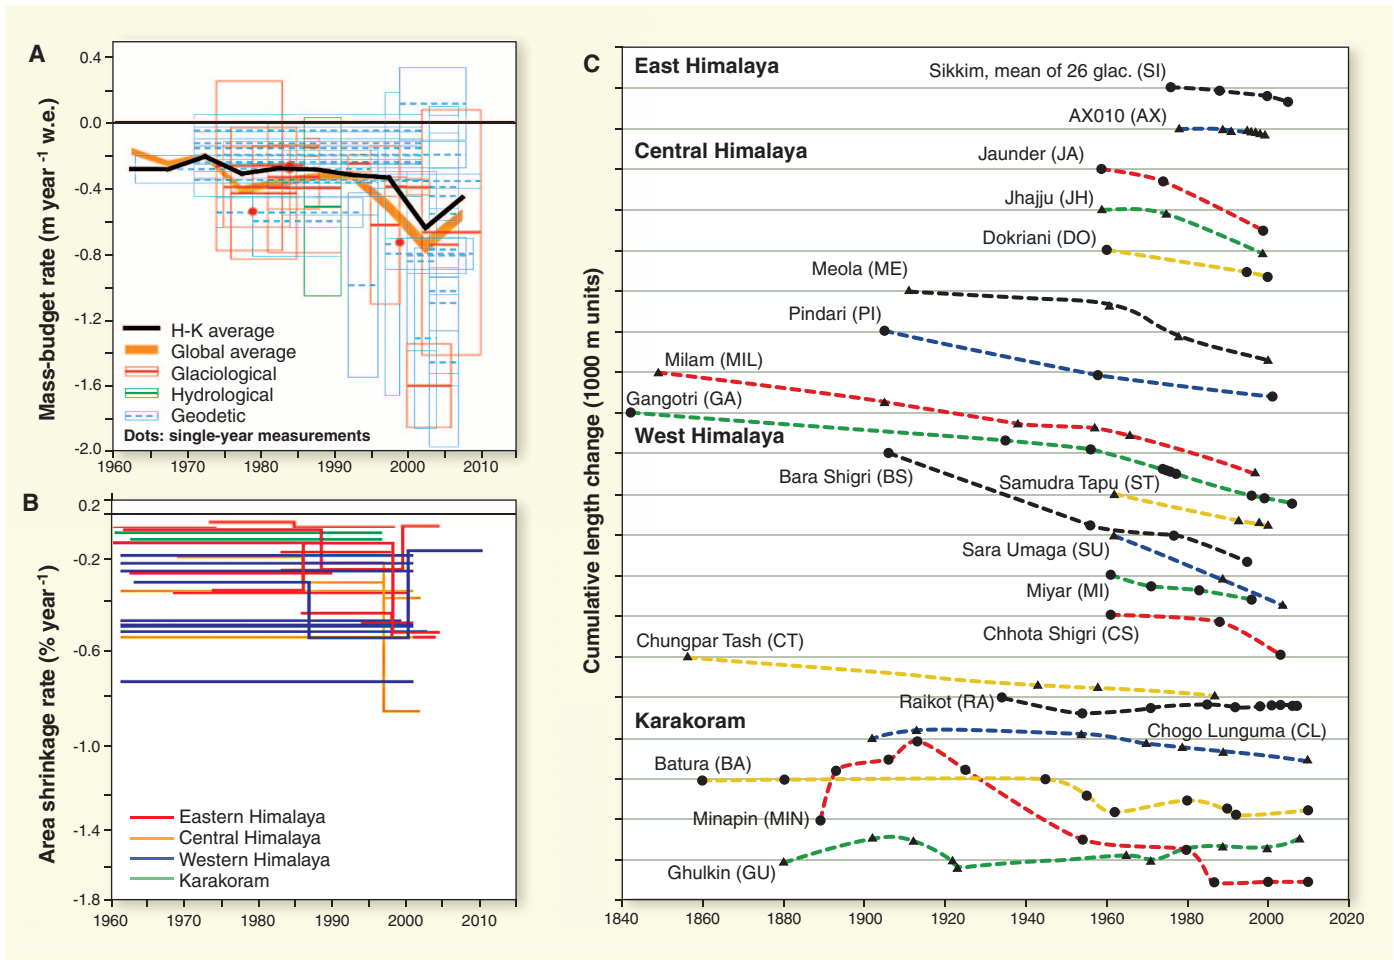 A
Mass-budget rate (m year -1 w.e.)
0.4
0.0
-0.4
-0.8
-1.2
-1.6
-2.0
H-K average
Global average
Glaciological
Hydrological
Geodetic
Dots: single-year measurements
1960 1970 1980 1990 2000 2010
B
Area shrinkage rate (% year-1)
0.2
-0.2
-0.6
-1.0
-1.4
-1.8
Eastern Himalaya
Central Himalaya
Western Himalaya
Karakoram
1960 1970 1980 1990 2000 2010
C
Cumulative length change (1000 m units)
East Himalaya
Sikkim, mean of 26 glac. (SI)
AX010 (AX)
Central Himalaya
Jaunder (JA)
Jhajju (JH)
Dokriani (DO)
Meola (ME)
Pindari (PI)
Milam (MIL)
Gangotri (GA)
West Himalaya
Bara Shigri (BS)
Samudra Tapu (ST)
Sara Umaga (SU)
Miyar (MI)
Chhota Shigri (CS)
Chungpar Tash (CT)
Raikot (RA)
Karakoram
Chogo Lunguma (CL)
Batura (BA)
Minapin (MIN)
Ghulkin (GU)
1840 1860 1880 1900 1920 1940 1960 1980 2000 2020